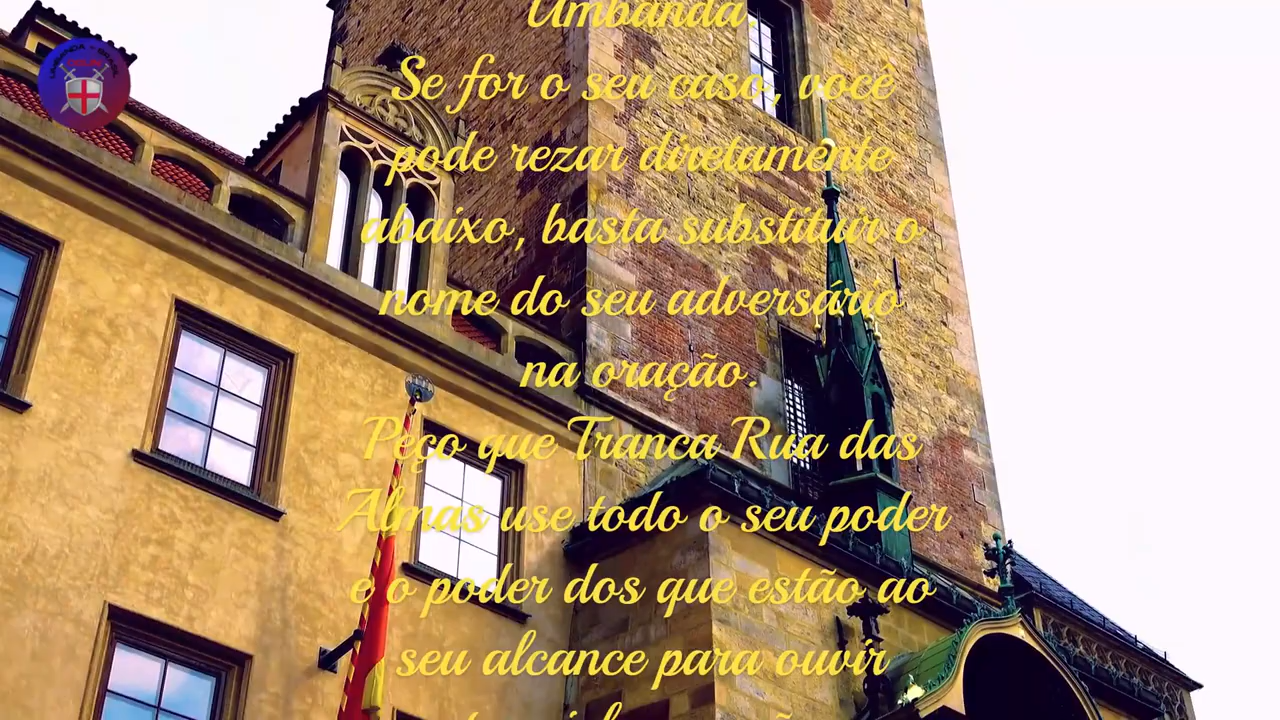 Umbanda.
Se for o seu caso, você
pode rezar diretamente
abaixo, basta substituir o
nome do seu adversário
na oração.
Peço que Tranca Rua das
Almas use todo o seu poder
e o poder dos que estão ao
seu alcance para ouvir